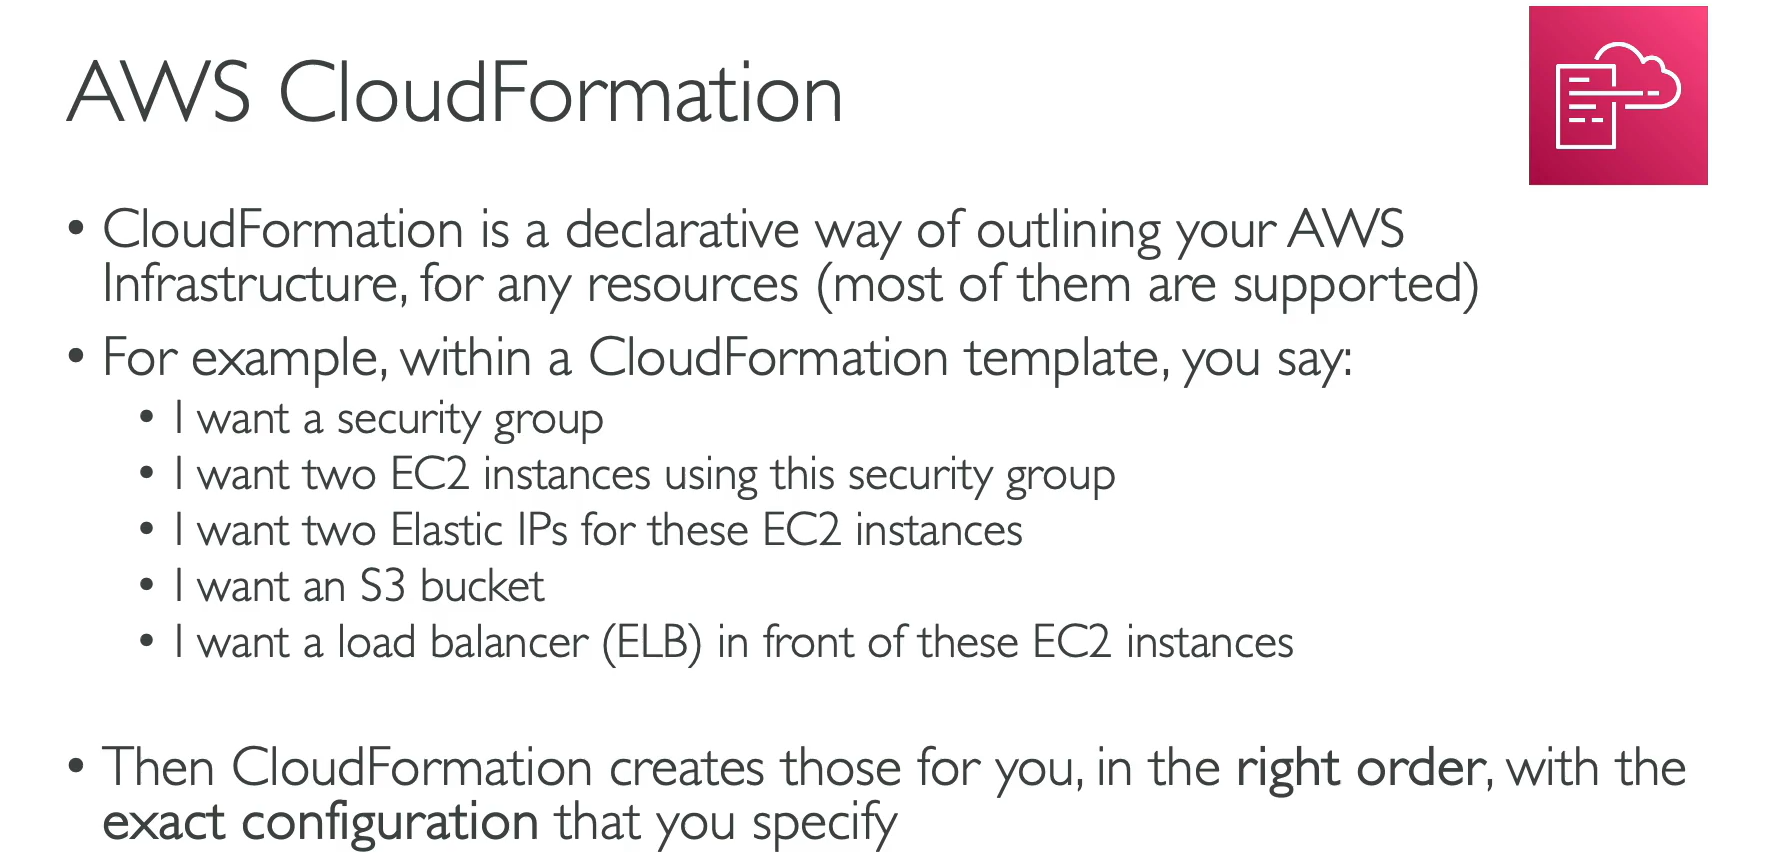 AWS CloudFormation
• CloudFormation is a declarative way of outlining your AWS
Infrastructure, for any resources (most of them are supported)
• For example, within a CloudFormation template, you say:
• I want a security group
• I want two EC2 instances using this security group
• I want two Elastic IPs for these EC2 instances
• I want an S3 bucket
• I want a load balancer (ELB) in front of these EC2 instances
• Then CloudFormation creates those for you, in the right order, with the
exact configuration that you specify